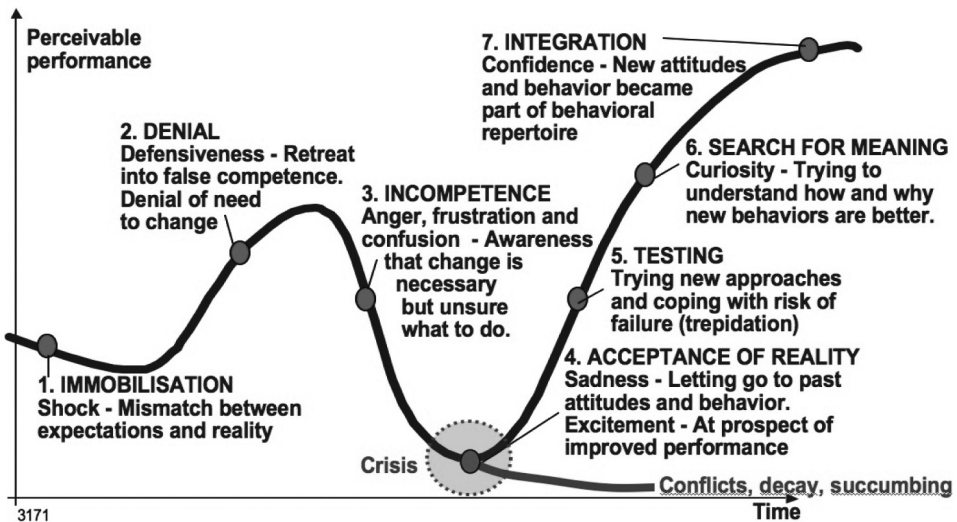 Perceivable
performance
7. INTEGRATION
Confidence - New attitudes
and behavior became
part of behavioral
repertoire
2. DENIAL
Defensiveness - Retreat
into false competence.
Denial of need
to change
6. SEARCH FOR MEANING
Curiosity - Trying to
understand how and why
new behaviors are better.
3. INCOMPETENCE
Anger, frustration and
confusion - Awareness
that change is
necessary
but unsure
what to do.
5. TESTING
Trying new approaches
and coping with risk of
failure (trepidation)
1. IMMOBILISATION
Shock - Mismatch between
expectations and reality
4. ACCEPTANCE OF REALITY
Sadness - Letting go to past
attitudes and behavior.
Excitement - At prospect of
improved performance
Crisis
Conflicts, decay, succumbing
Time
3171